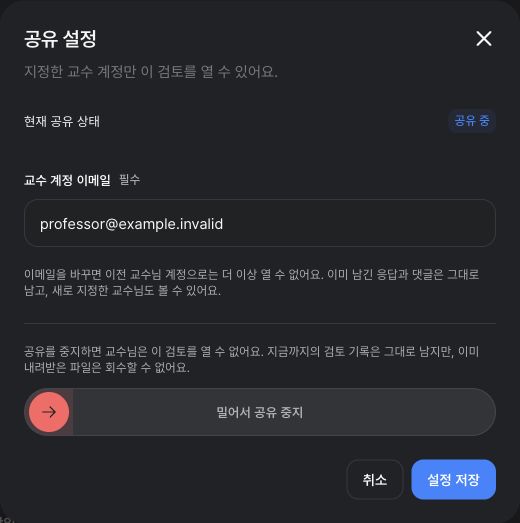 공유 설정
지정한 교수 계정만 이 검토를 열 수 있어요.
현재 공유 상태
공유 중
교수 계정 이메일 필수
professor@example.invalid
이메일을 바꾸면 이전 교수님 계정으로는 더 이상 열 수 없어요. 이미 남긴 응답과 댓글은 그대로
남고, 새로 지정한 교수님도 볼 수 있어요.
공유를 중지하면 교수님은 이 검토를 열 수 없어요. 지금까지의 검토 기록은 그대로 남지만, 이미
내려받은 파일은 회수할 수 없어요.
밀어서 공유 중지
취소
설정 저장